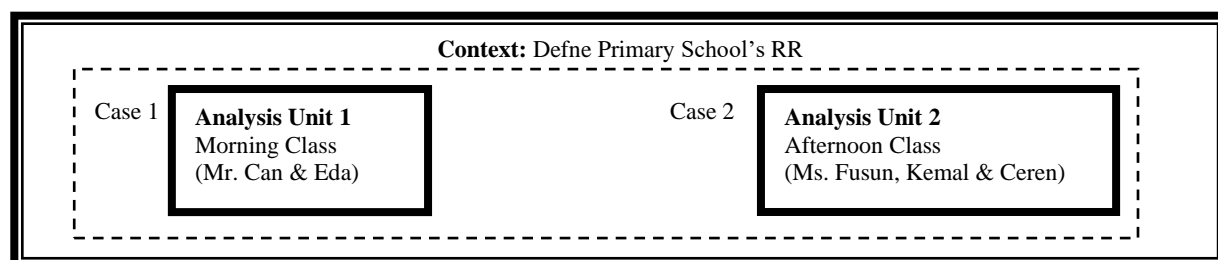 Context: Defne Primary School's RR
Case 1
Analysis Unit 1
Morning Class
(Mr. Can & Eda)
Case 2
Analysis Unit 2
Afternoon Class
(Ms. Fusun, Kemal & Ceren)